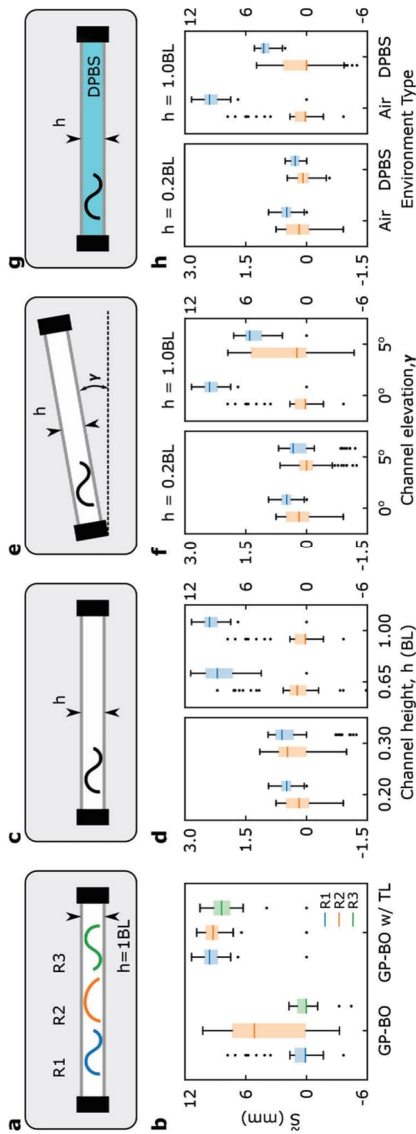 a
R1
R2
R3
h=1BL
b
S̃ (mm)
12
6
0
-6
GP-BO
GP-BO w/ TL
R1
R2
R3
c
h
d
3.0
1.5
0
-1.5
0.20
0.30
12
6
0
-6
0.65
1.00
Channel height, h (BL)
e
h
γ
f
h = 0.2BL
h = 1.0BL
3.0
1.5
0
-1.5
0°
5°
12
6
0
-6
0°
5°
Channel elevation,γ
g
h
DPBS
h
h = 0.2BL
h = 1.0BL
3.0
1.5
0
-1.5
Air
DPBS
12
6
0
-6
Air
DPBS
Environment Type